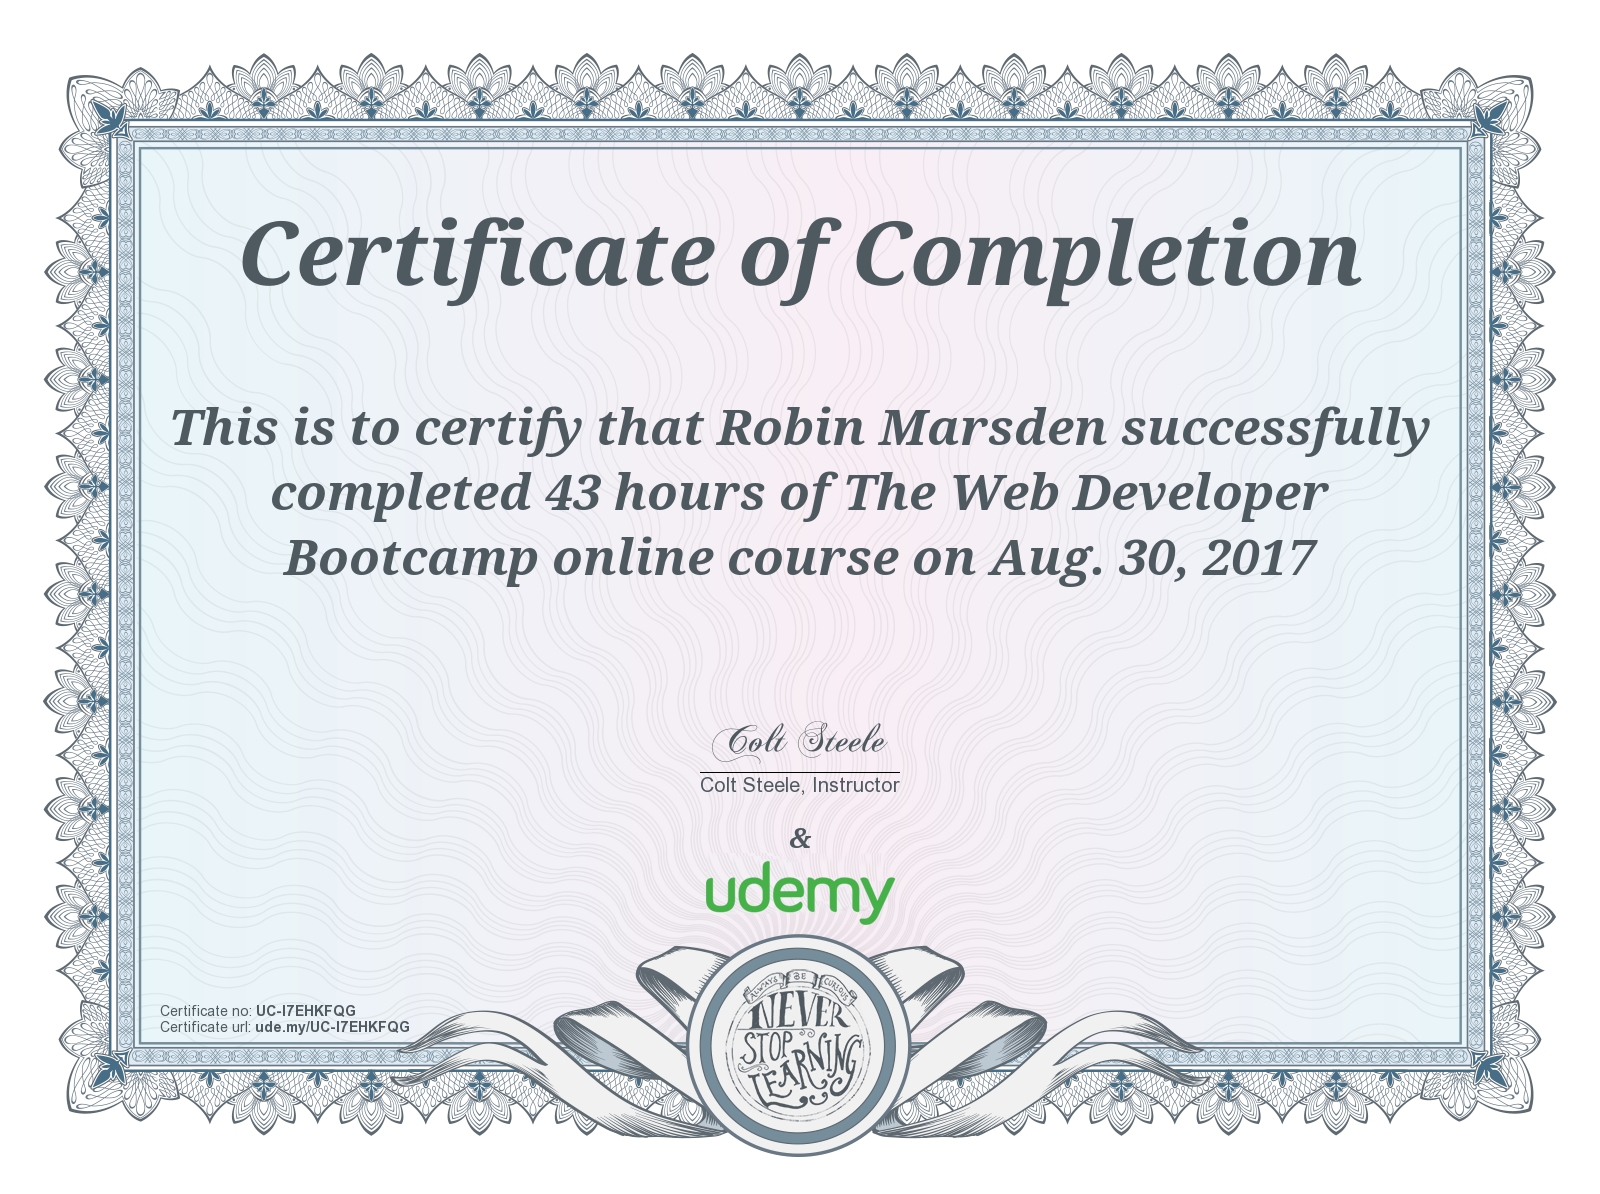 Certificate of Completion
This is to certify that Robin Marsden successfully
completed 43 hours of The Web Developer
Bootcamp online course on Aug. 30, 2017
Colt Steele
Colt Steele, Instructor
&
udemy
Certificate no: UC-I7EHKFQG
Certificate url: ude.my/UC-I7EHKFQG
ALWAYS BE CURIOUS
NEVER
STOP
LEARNING